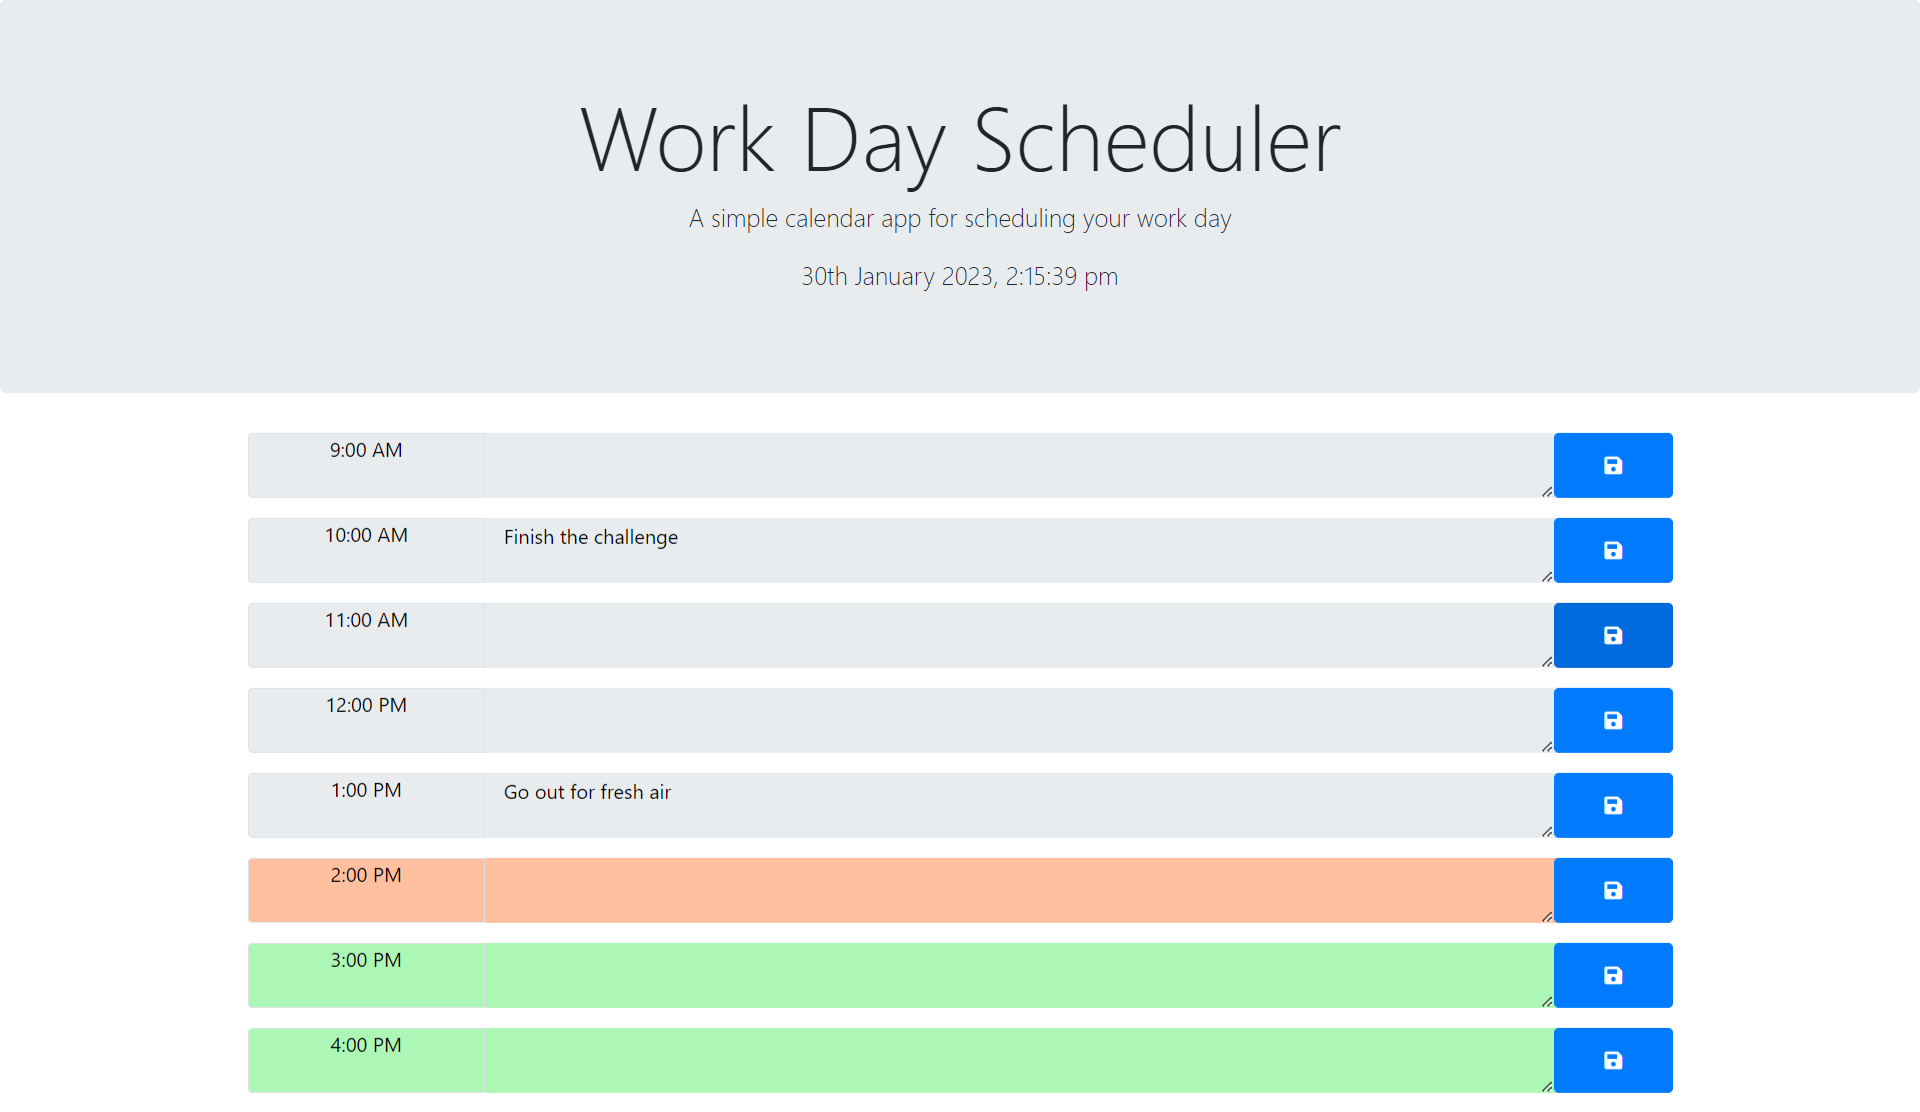 Work Day Scheduler
A simple calendar app for scheduling your work day
30th January 2023, 2:15:39 pm
9:00 AM
10:00 AM Finish the challenge
11:00 AM
12:00 PM
1:00 PM Go out for fresh air
2:00 PM
3:00 PM
4:00 PM